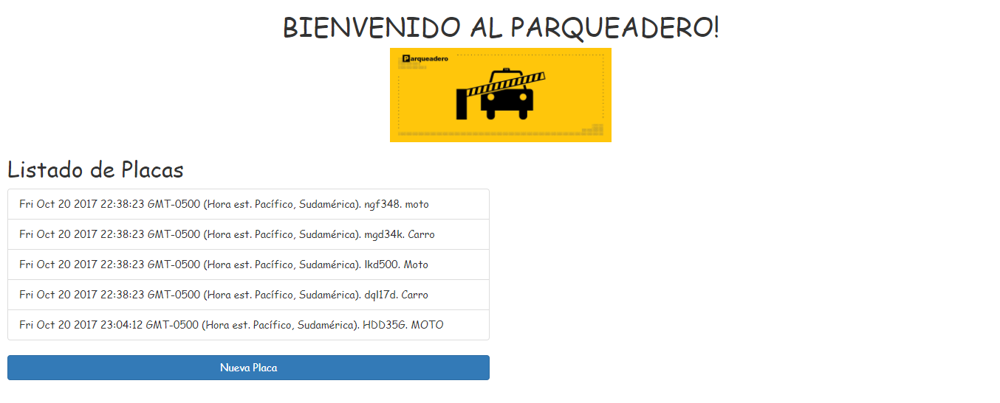 BIENVENIDO AL PARQUEADERO!
Parqueadero
Listado de Placas
Fri Oct 20 2017 22:38:23 GMT-0500 (Hora est. Pacífico, Sudamérica). ngf348. moto
Fri Oct 20 2017 22:38:23 GMT-0500 (Hora est. Pacífico, Sudamérica). mgd34k. Carro
Fri Oct 20 2017 22:38:23 GMT-0500 (Hora est. Pacífico, Sudamérica). lkd500. Moto
Fri Oct 20 2017 22:38:23 GMT-0500 (Hora est. Pacífico, Sudamérica). dql17d. Carro
Fri Oct 20 2017 23:04:12 GMT-0500 (Hora est. Pacífico, Sudamérica). HDD35G. MOTO
Nueva Placa